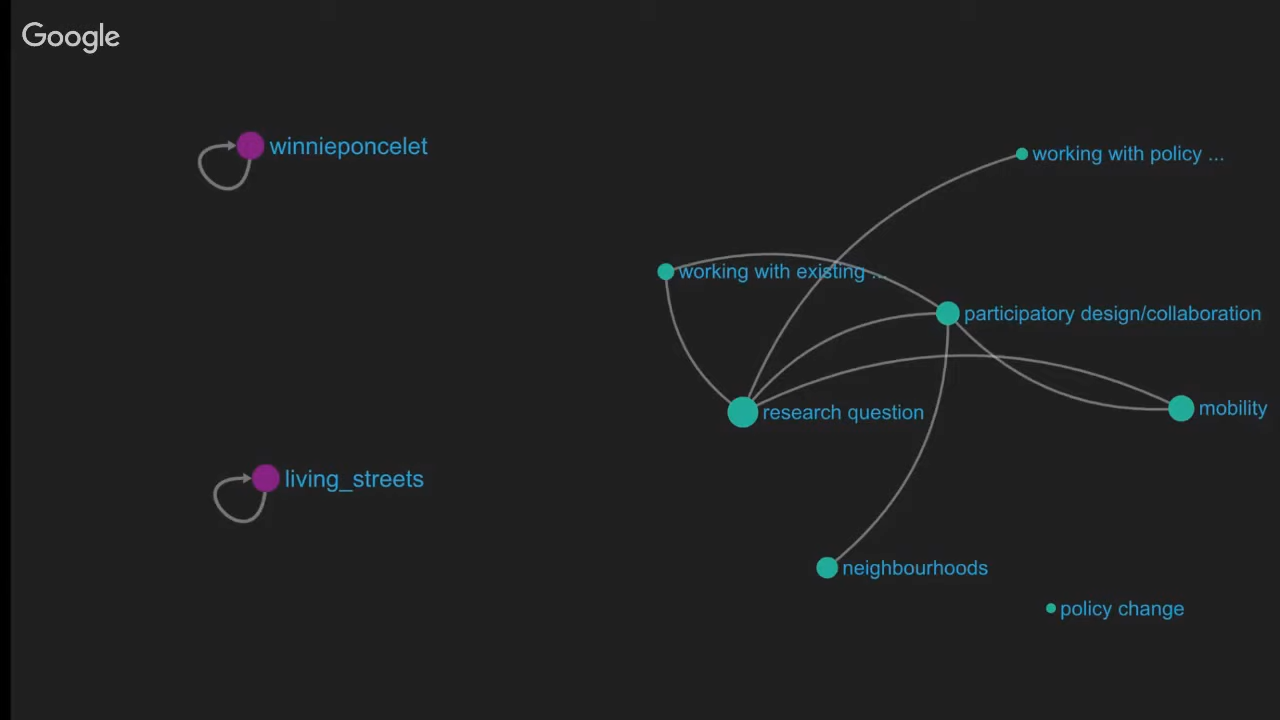 Google
winnieponcelet
working with policy ...
working with existing ...
participatory design/collaboration
research question
mobility
living_streets
neighbourhoods
policy change